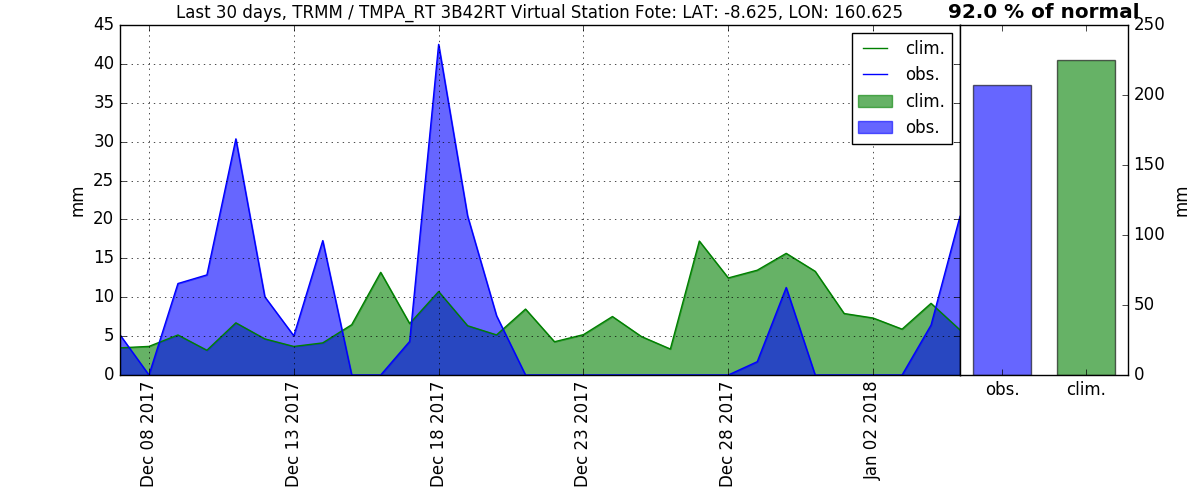 Last 30 days, TRMM / TMPA_RT 3B42RT Virtual Station Fote: LAT: -8.625, LON: 160.625
92.0 % of normal
45
40
35
30
25
20
15
10
5
0
mm
clim.
obs.
clim.
obs.
Dec 08 2017
Dec 13 2017
Dec 18 2017
Dec 23 2017
Dec 28 2017
Jan 02 2018
250
200
150
100
50
0
mm
obs.
clim.